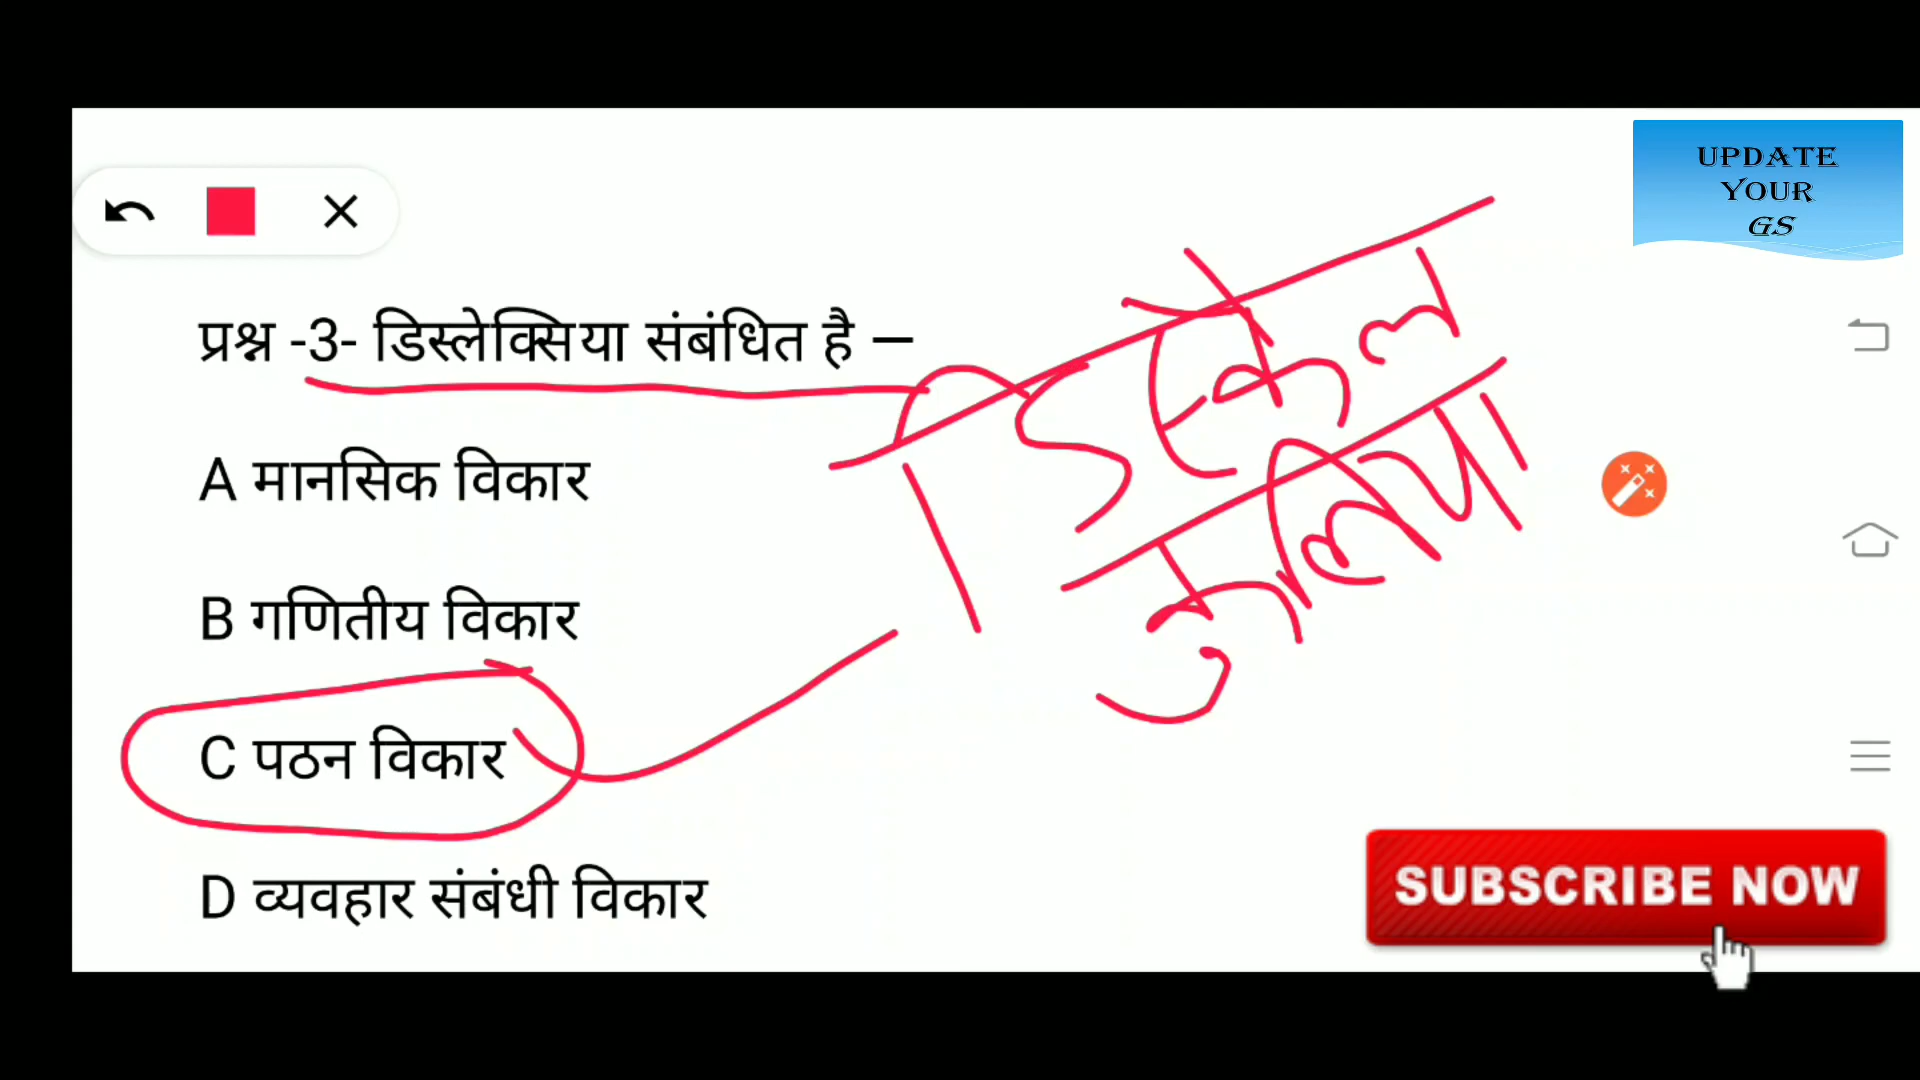 UPDATE
YOUR
GS
प्रश्न -3- डिस्लेक्सिया संबंधित है —
A मानसिक विकार
B गणितीय विकार
C पठन विकार
D व्यवहार संबंधी विकार
SUBSCRIBE NOW